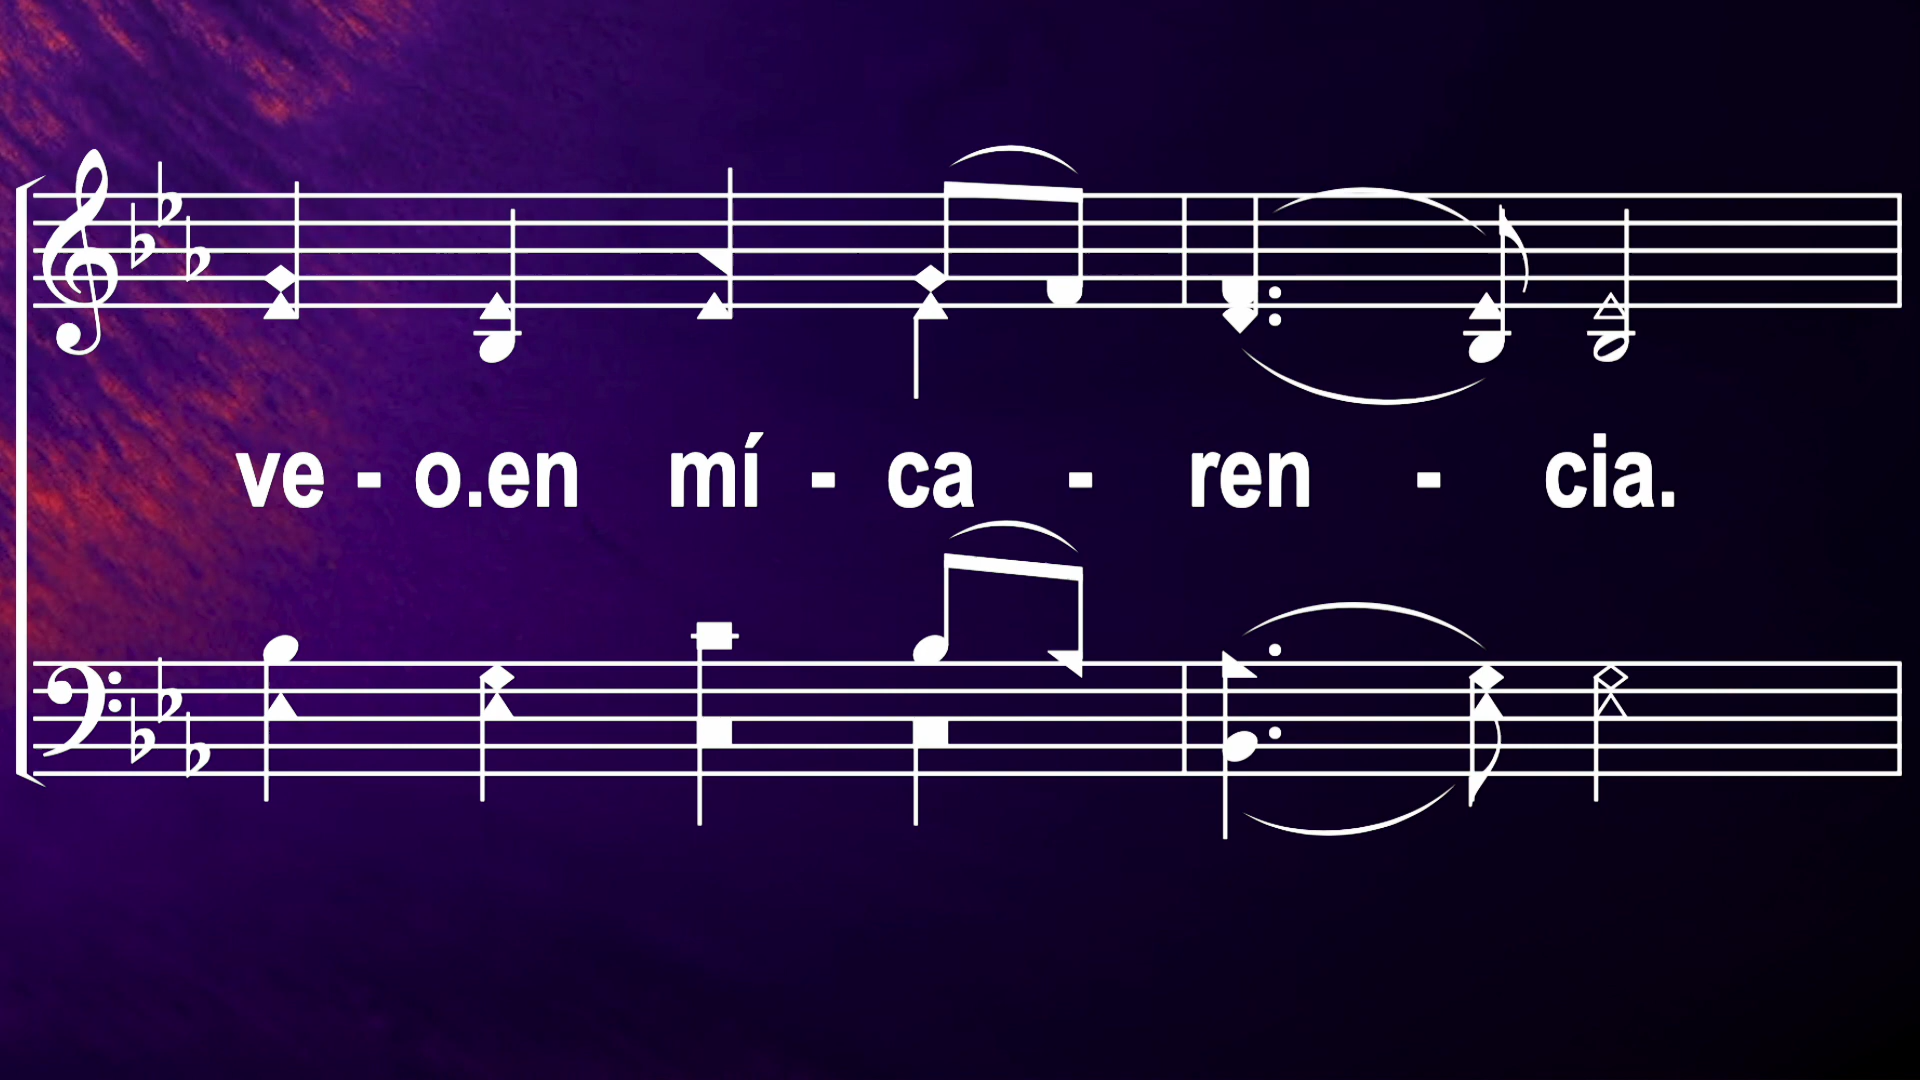 ve - o.en mí - ca - ren - cia.